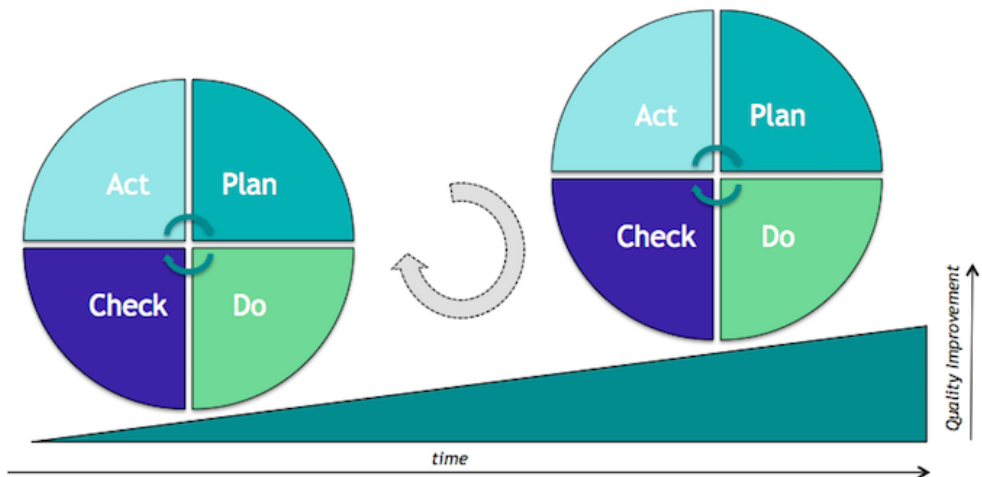 Act
Plan
Check
Do
Act
Plan
Check
Do
Quality Improvement
time